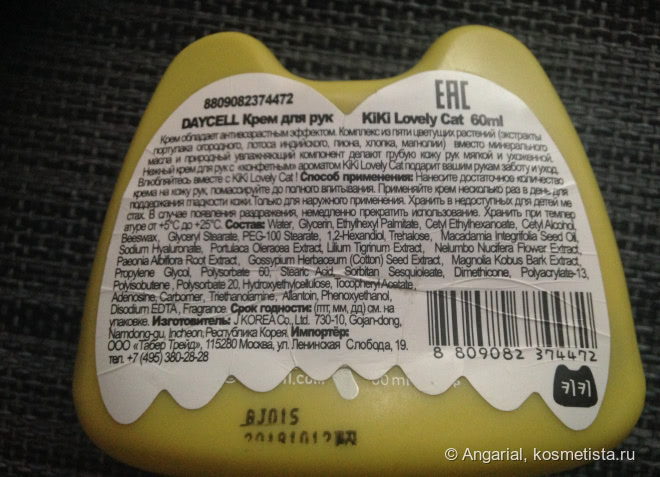 8809082374472
EAC
DAYCELL Крем для рук KiKi Lovely Cat 60ml
Крем обладает антивозрастным эффектом. Комплекс из пяти цветущих растений (экстракты
портулака огородного, лотоса индийского, пиона, хлопка, магнолии) вместо минерального
масла и природный увлажняющий компонент делают грубую кожу рук мягкой и ухоженной.
Нежный крем для рук с «конфетным» ароматом KiKi Lovely Cat подарит вашим рукам заботу и уход.
Влюбляйтесь вместе с KiKi Lovely Cat ! Способ применения: Нанесите достаточное количество
крема на кожу рук, помассируйте до полного впитывания. Применяйте крем несколько раз в день для
поддержания гладкости кожи. Только для наружного применения. Хранить в недоступных для детей ме
стах. В случае появления раздражения, немедленно прекратить использование. Хранить при темпер
атуре от +5°C до +25°C. Состав: Water, Glycerin, Ethylhexyl Palmitate, Cetyl Ethylhexanoate, Cetyl Alcohol,
Beeswax, Glyceryl Stearate, PEG-100 Stearate, 1,2-Hexandiol, Trehalose, Macadamia Integrifolia Seed Oil,
Sodium Hyaluronate, Portulaca Oleracea Extract, Lilium Tigrinum Extract, Nelumbo Nucifera Flower Extract,
Paeonia Albiflora Root Extract, Gossypium Herbaceum (Cotton) Seed Extract, Magnolia Kobus Bark Extract,
Propylene Glycol, Polysorbate 60, Stearic Acid, Sorbitan Sesquioleate, Dimethicone, Polyacrylate-13,
Polyisobutene, Polysorbate 20, Hydroxyethylcellulose, Tocopheryl Acetate,
Adenosine, Carbomer, Triethanolamine, Allantoin, Phenoxyethanol,
Disodium EDTA, Fragrance. Срок годности: (гггг, мм, дд) см. на
упаковке. Изготовитель: J KOREA Co., Ltd. 730-10, Gojan-dong,
Namdong-gu, Incheon, Республика Корея. Импортёр:
ООО «Табер Трейд», 115280 Москва, ул. Ленинская Слобода, 19.
тел. +7 (495) 380-28-28
8 809082 374472
키키
60ml
BJ01S
20191012
© Angarial, kosmetista.ru